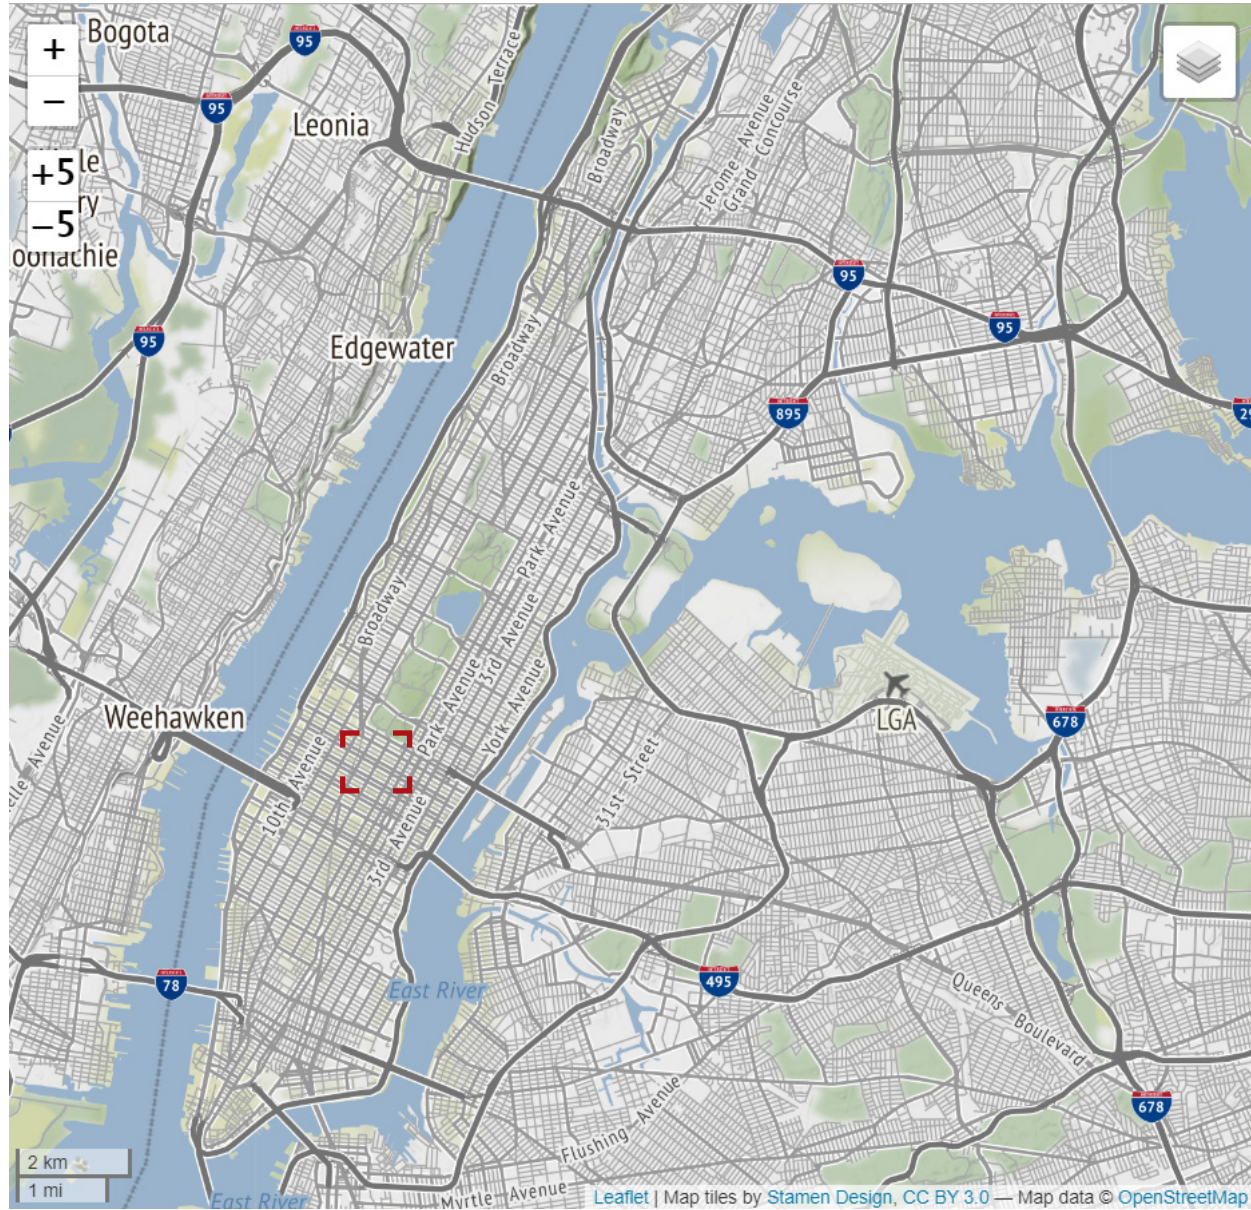 Bogota
+
95
−
95
Leonia
Hudson Terrace
Broadway
Jerome Avenue
Grand Concourse
+5
−5
95
95
95
Edgewater
Broadway
895
Park Avenue
Broadway
3rd Avenue
Park Avenue
York Avenue
Weehawken
LGA
678
10th Avenue
31st Street
3rd Avenue
78
East River
495
Queens Boulevard
Flushing Avenue
678
2 km
1 mi
East River
Myrtle Avenue
Leaflet | Map tiles by Stamen Design, CC BY 3.0 — Map data © OpenStreetMap